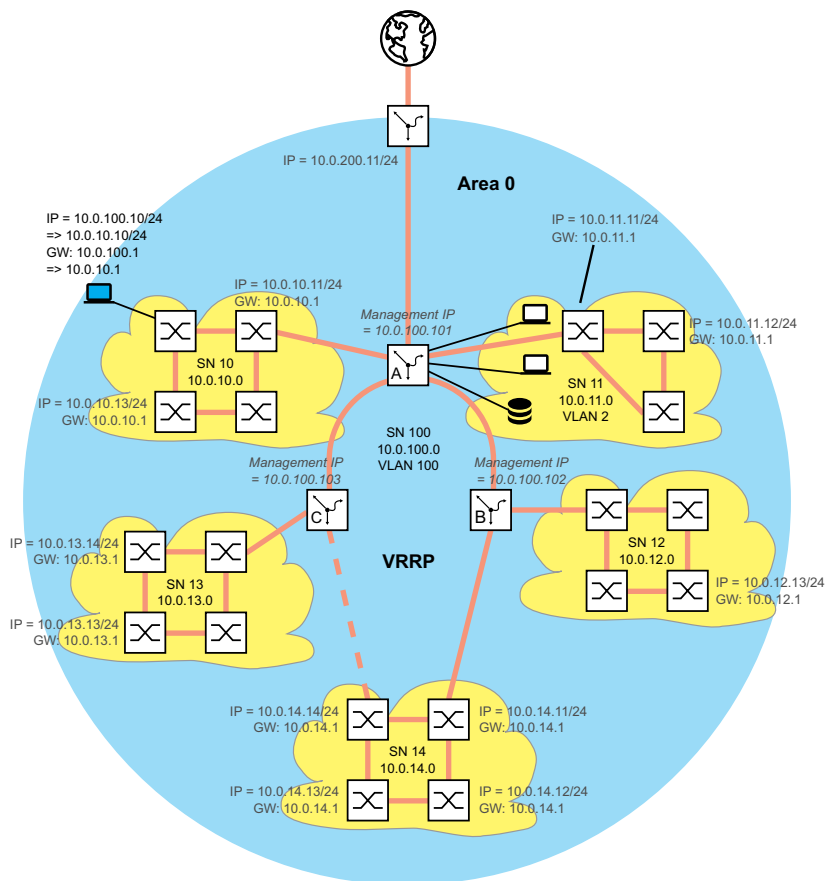 IP = 10.0.200.11/24
Area 0
IP = 10.0.100.10/24
=> 10.0.10.10/24
GW: 10.0.100.1
=> 10.0.10.1
IP = 10.0.11.11/24
GW: 10.0.11.1
IP = 10.0.10.11/24
GW: 10.0.10.1
Management IP
= 10.0.100.101
IP = 10.0.11.12/24
GW: 10.0.11.1
SN 10
10.0.10.0
A
SN 11
10.0.11.0
VLAN 2
IP = 10.0.10.13/24
GW: 10.0.10.1
SN 100
10.0.100.0
VLAN 100
Management IP
= 10.0.100.103
Management IP
= 10.0.100.102
C
B
IP = 10.0.13.14/24
GW: 10.0.13.1
SN 12
10.0.12.0
VRRP
SN 13
10.0.13.0
IP = 10.0.12.13/24
GW: 10.0.12.1
IP = 10.0.13.13/24
GW: 10.0.13.1
IP = 10.0.14.14/24
GW: 10.0.14.1
IP = 10.0.14.11/24
GW: 10.0.14.1
SN 14
10.0.14.0
IP = 10.0.14.13/24
GW: 10.0.14.1
IP = 10.0.14.12/24
GW: 10.0.14.1